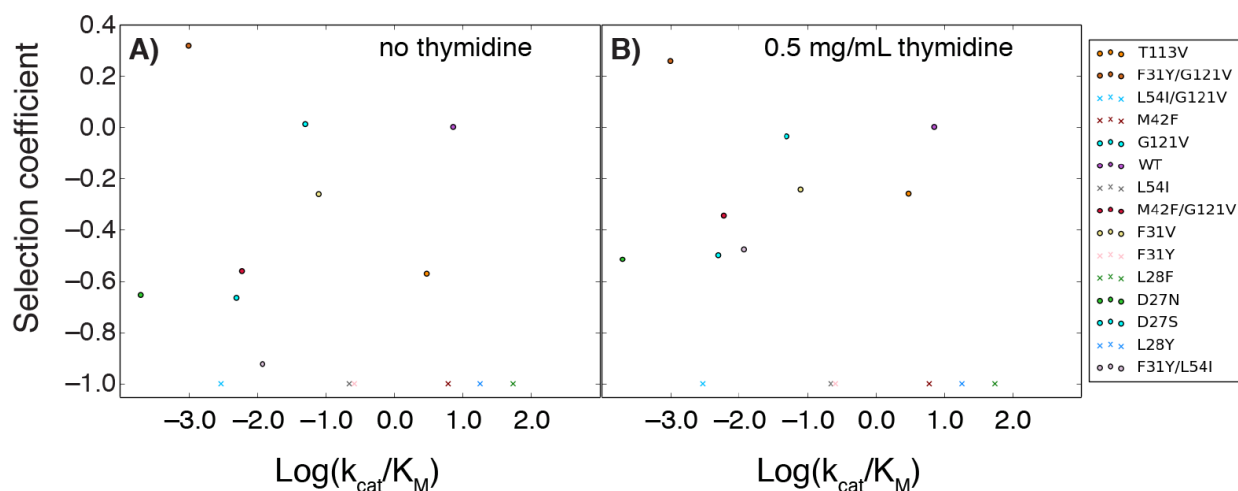 A) no thymidine
B) 0.5 mg/mL thymidine
Selection coefficient
0.4
0.2
0.0
−0.2
−0.4
−0.6
−0.8
−1.0
−3.0 −2.0 −1.0 0.0 1.0 2.0
−3.0 −2.0 −1.0 0.0 1.0 2.0
Log(kcat/KM)
Log(kcat/KM)
T113V
F31Y/G121V
L54I/G121V
M42F
G121V
WT
L54I
M42F/G121V
F31V
F31Y
L28F
D27N
D27S
L28Y
F31Y/L54I